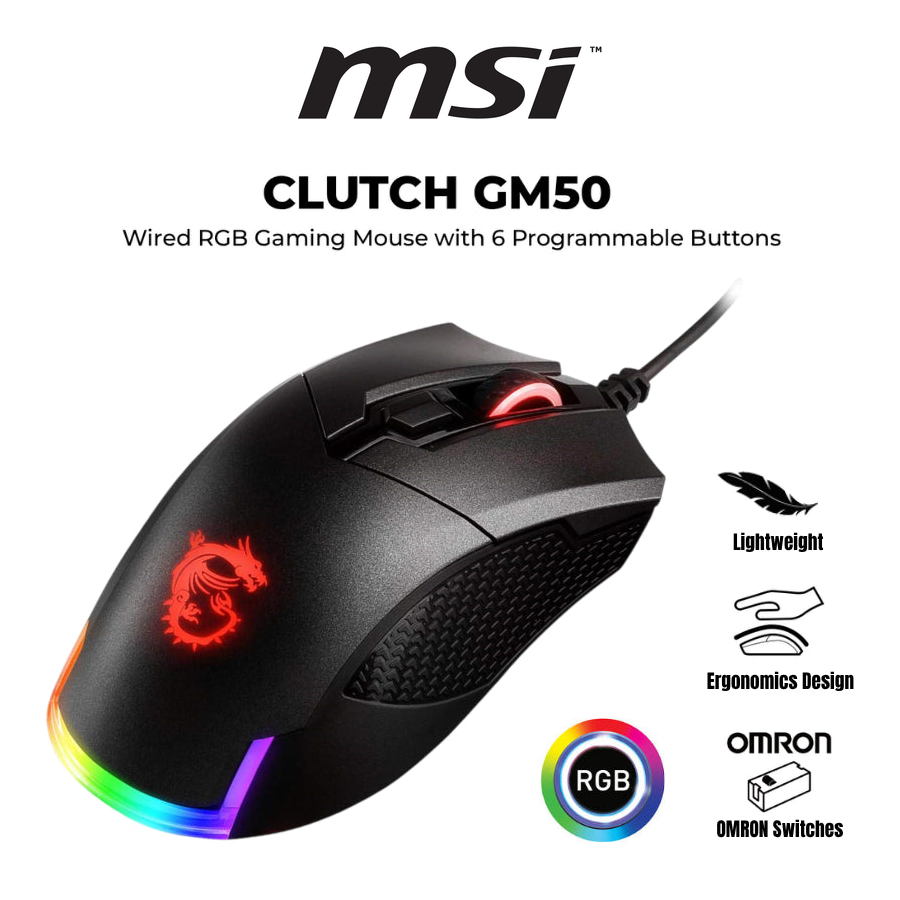 msi™
CLUTCH GM50
Wired RGB Gaming Mouse with 6 Programmable Buttons
Lightweight
Ergonomics Design
RGB
OMRON
OMRON Switches